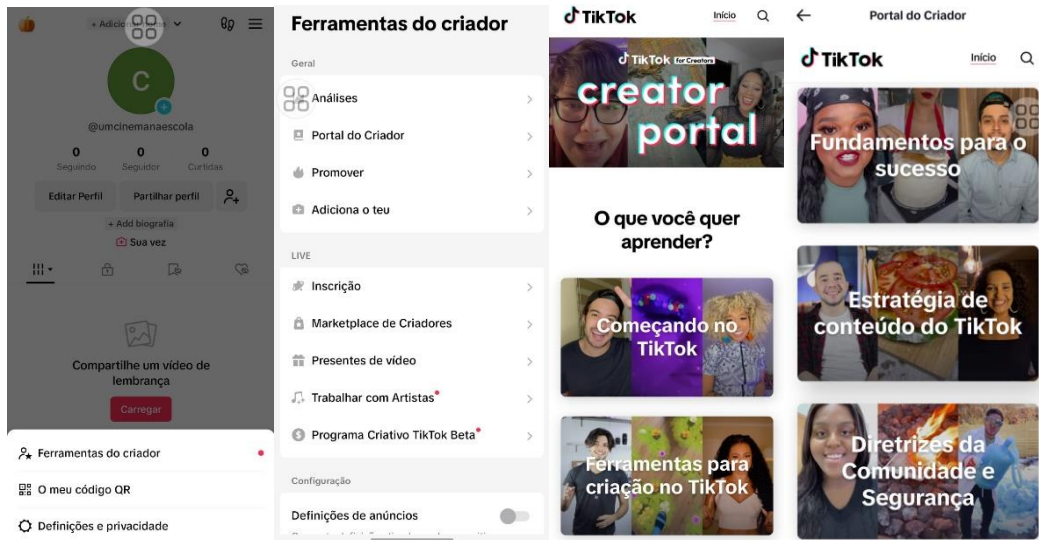 + Adicionar nome
C
@umcinemanaescola
0 0 0
Seguindo Seguidor Curtidas
Editar Perfil Partilhar perfil
+ Add biografia
Sua vez
Compartilhe um vídeo de
lembrança
Carregar
Ferramentas do criador
O meu código QR
Definições e privacidade
Ferramentas do criador
Geral
Análises
Portal do Criador
Promover
Adiciona o teu
LIVE
Inscrição
Marketplace de Criadores
Presentes de vídeo
Trabalhar com Artistas
Programa Criativo TikTok Beta
Configuração
Definições de anúncios
TikTok Início
TikTok for Creators
creator
portal
O que você quer
aprender?
Começando no
TikTok
Ferramentas para
criação no TikTok
Portal do Criador
TikTok Início
Fundamentos para o
sucesso
Estratégia de
conteúdo do TikTok
Diretrizes da
Comunidade e
Segurança